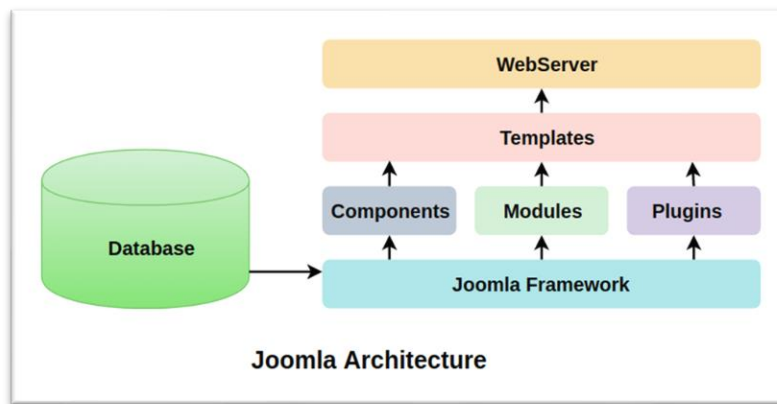 WebServer
Templates
Components
Modules
Plugins
Database
Joomla Framework
Joomla Architecture